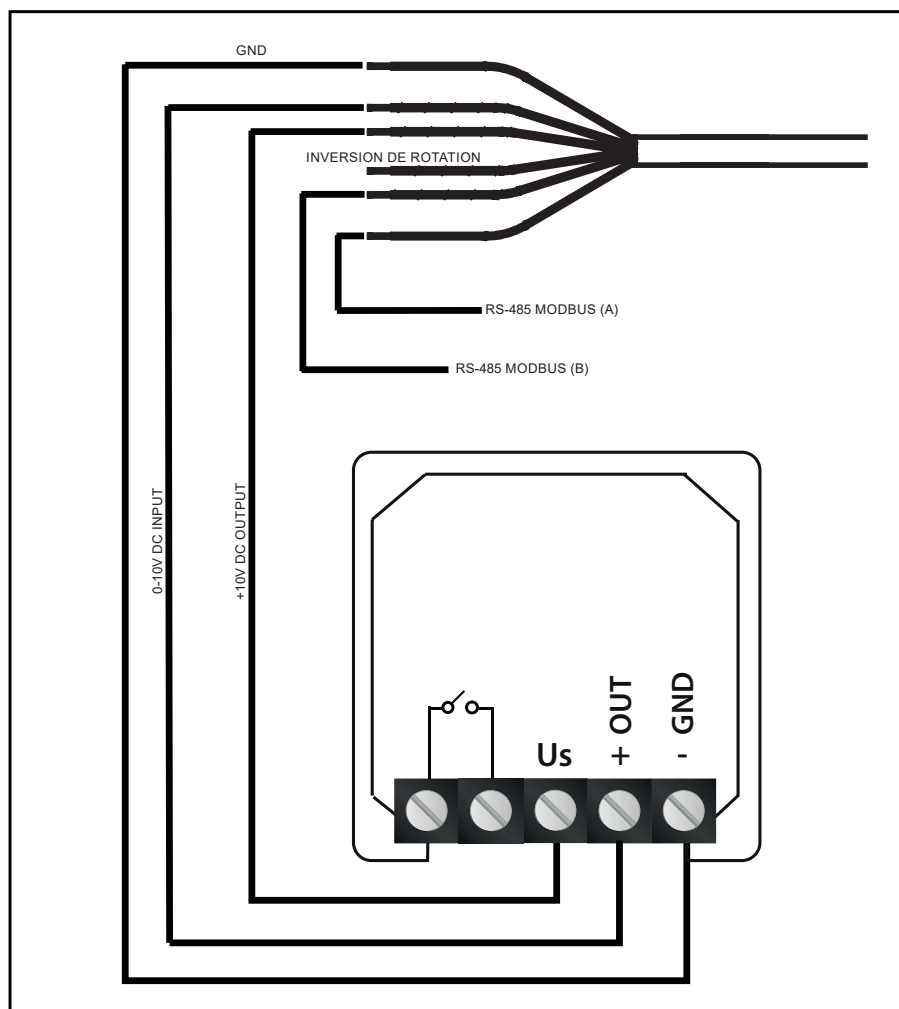 GND
INVERSION DE ROTATION
RS-485 MODBUS (A)
RS-485 MODBUS (B)
0-10V DC INPUT
+10V DC OUTPUT
Us
+ OUT
- GND